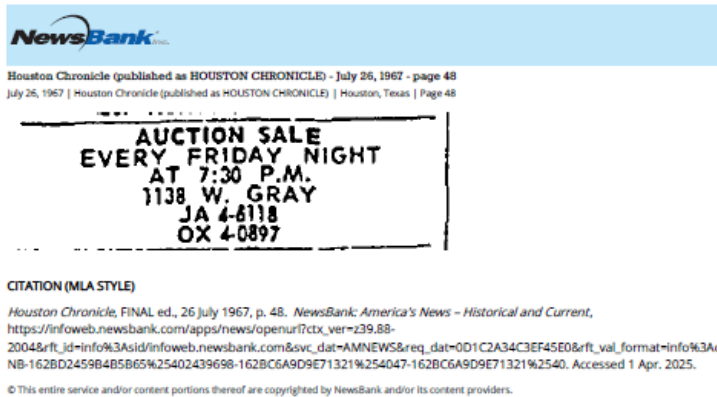 NewsBank inc.
Houston Chronicle (published as HOUSTON CHRONICLE) - July 26, 1967 - page 48
July 26, 1967 | Houston Chronicle (published as HOUSTON CHRONICLE) | Houston, Texas | Page 48
AUCTION SALE
EVERY FRIDAY NIGHT
AT 7:30 P.M.
1138 W. GRAY
JA 4-6118
OX 4-0897
CITATION (MLA STYLE)
Houston Chronicle, FINAL ed., 26 July 1967, p. 48. NewsBank: America's News – Historical and Current,
https://infoweb.newsbank.com/apps/news/openurl?ctx_ver=z39.88-
2004&rft_id=info%3Asid/infoweb.newsbank.com&svc_dat=AMNEWS&req_dat=0D1C2A34C3EF45E0&rft_val_format=info%3A
NB-162BD2459B4B5B65%25402439698-162BC6A9D9E71321%254047-162BC6A9D9E71321%2540. Accessed 1 Apr. 2025.
© This entire service and/or content portions thereof are copyrighted by NewsBank and/or its content providers.